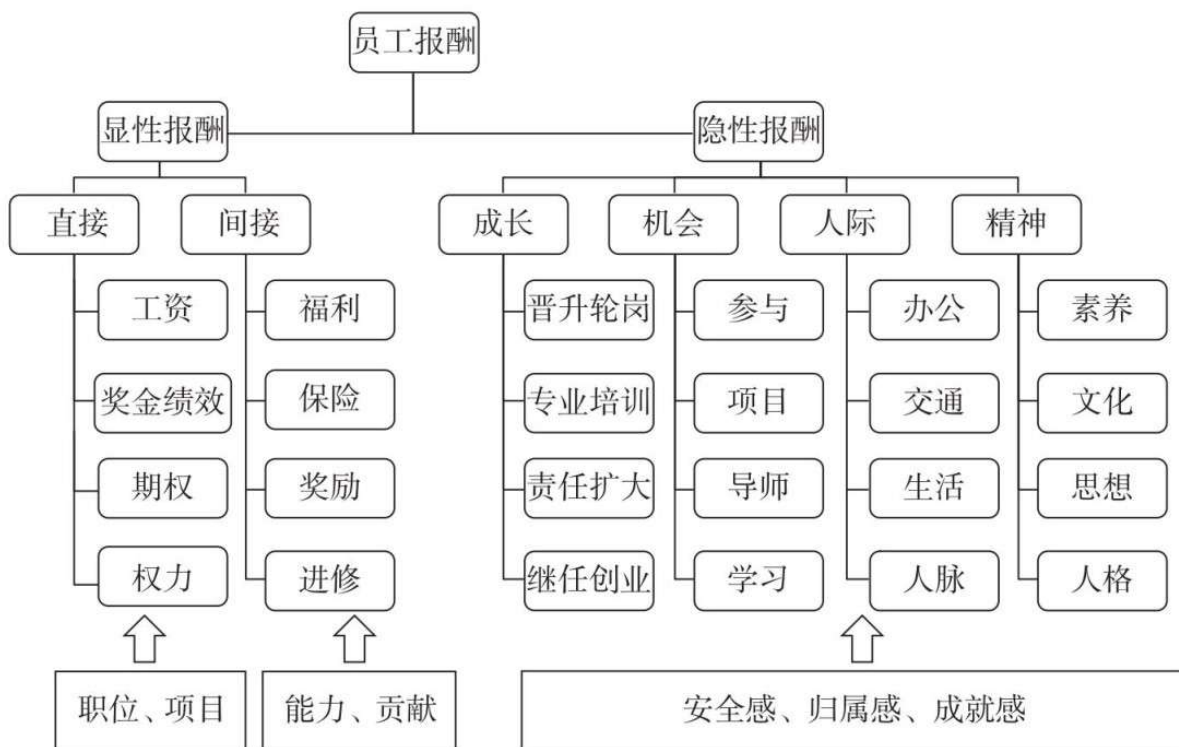 员工报酬
显性报酬
隐性报酬
直接
间接
成长
机会
人际
精神
工资
福利
晋升轮岗
参与
办公
素养
奖金绩效
保险
专业培训
项目
交通
文化
期权
奖励
责任扩大
导师
生活
思想
权力
进修
继任创业
学习
人脉
人格
职位、项目
能力、贡献
安全感、归属感、成就感